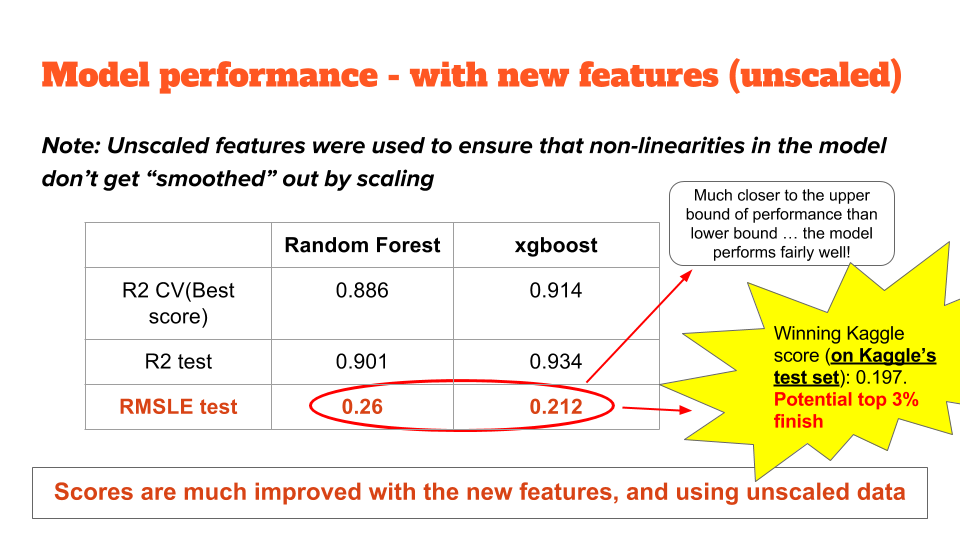 Model performance - with new features (unscaled)
Note: Unscaled features were used to ensure that non-linearities in the model
don’t get “smoothed” out by scaling
Much closer to the upper
bound of performance than
lower bound … the model
performs fairly well!
Random Forest xgboost
R2 CV(Best
score) 0.886 0.914
R2 test 0.901 0.934
RMSLE test 0.26 0.212
Winning Kaggle
score (on Kaggle’s
test set): 0.197.
Potential top 3%
finish
Scores are much improved with the new features, and using unscaled data